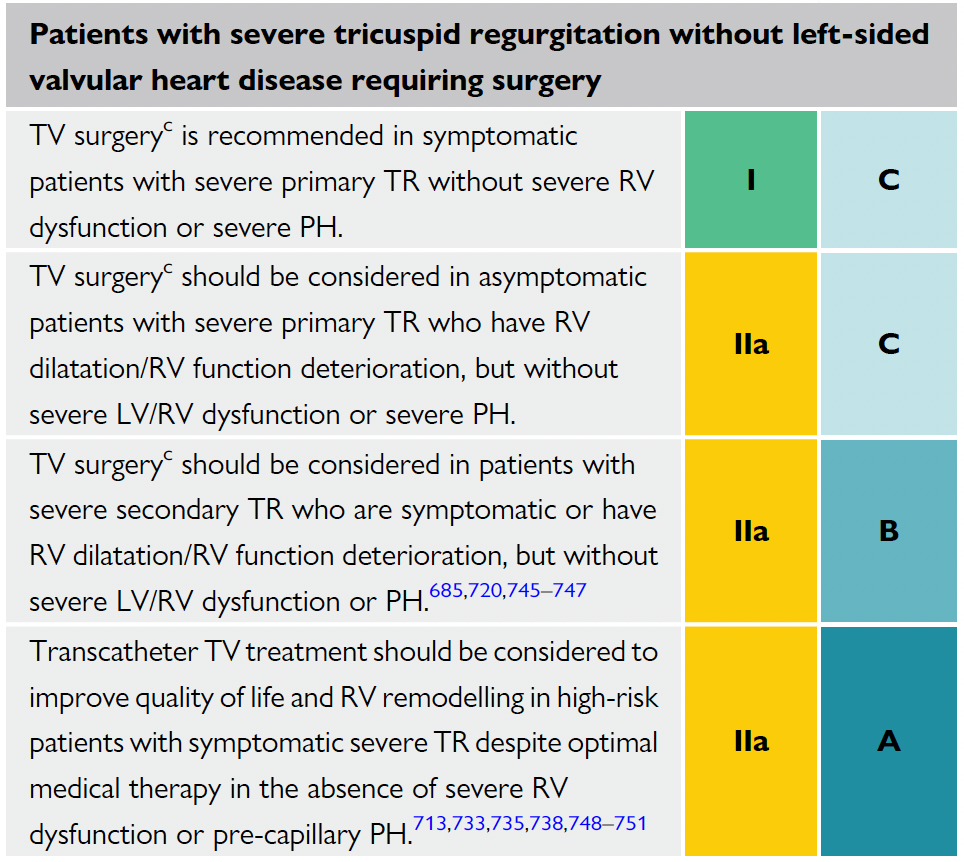 Patients with severe tricuspid regurgitation without left-sided
valvular heart disease requiring surgery
TV surgeryᶜ is recommended in symptomatic
patients with severe primary TR without severe RV
dysfunction or severe PH.
I
C
TV surgeryᶜ should be considered in asymptomatic
patients with severe primary TR who have RV
dilatation/RV function deterioration, but without
severe LV/RV dysfunction or severe PH.
IIa
C
TV surgeryᶜ should be considered in patients with
severe secondary TR who are symptomatic or have
RV dilatation/RV function deterioration, but without
severe LV/RV dysfunction or PH.685,720,745–747
IIa
B
Transcatheter TV treatment should be considered to
improve quality of life and RV remodelling in high-risk
patients with symptomatic severe TR despite optimal
medical therapy in the absence of severe RV
dysfunction or pre-capillary PH.713,733,735,738,748–751
IIa
A